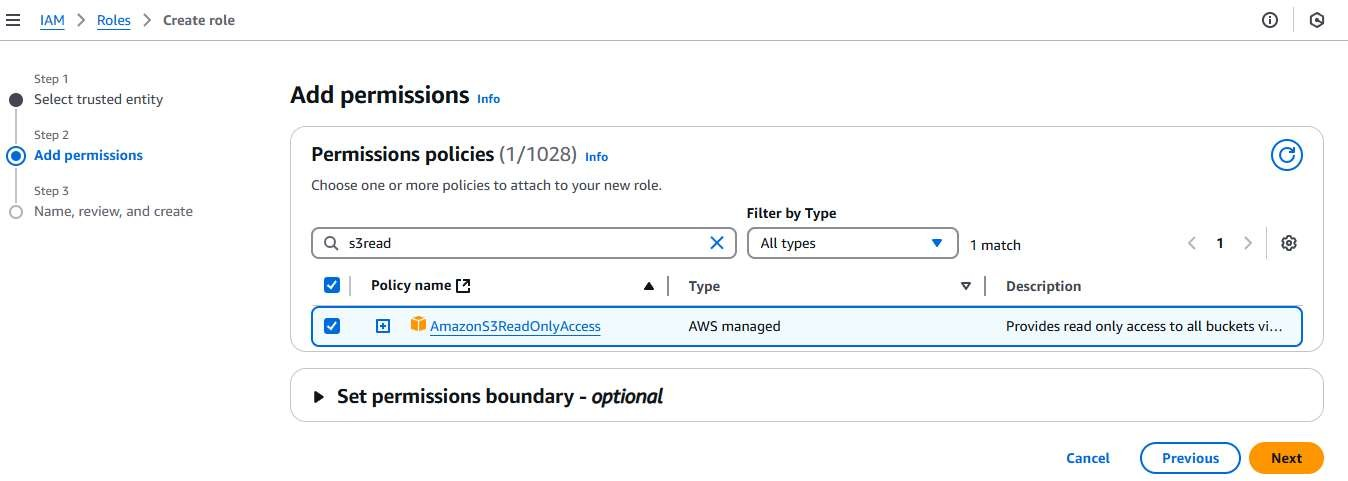 IAM > Roles > Create role
Step 1
Select trusted entity
Step 2
Add permissions
Step 3
Name, review, and create
Add permissions Info
Permissions policies (1/1028) Info
Choose one or more policies to attach to your new role.
Filter by Type
s3read
All types
1 match
1
Policy name
Type
Description
AmazonS3ReadOnlyAccess
AWS managed
Provides read only access to all buckets vi...
Set permissions boundary - optional
Cancel
Previous
Next